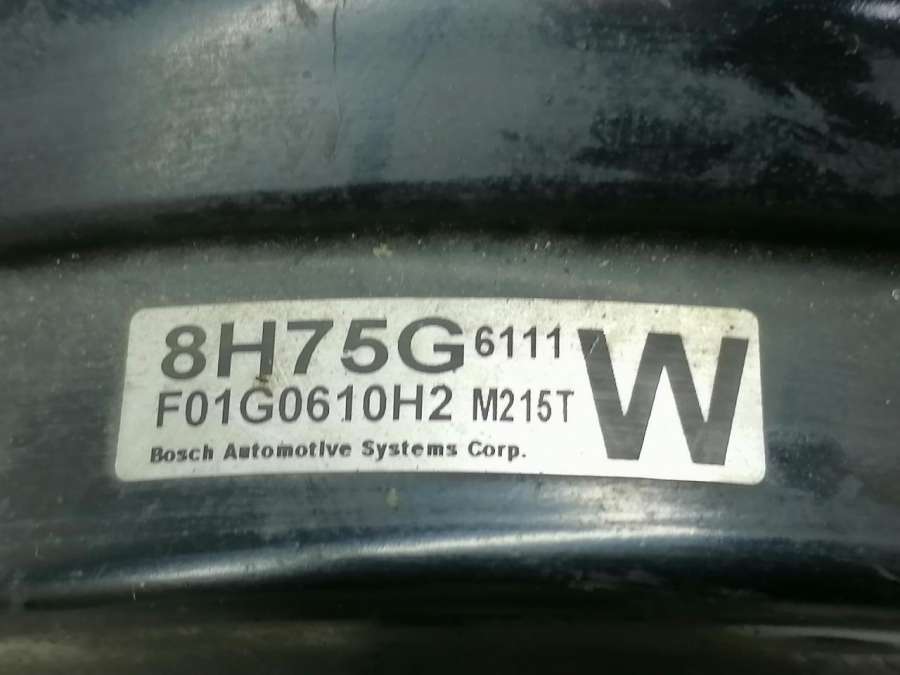 8H75G 6111 W
F01G0610H2 M215T
Bosch Automotive Systems Corp.